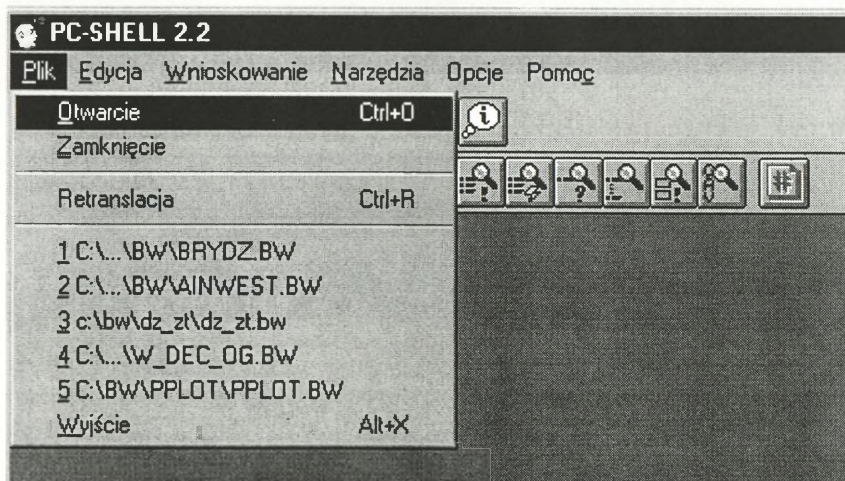 PC-SHELL 2.2
Plik Edycja Wnioskowanie Narzędzia Opcje Pomoc
Otwarcie Ctrl+O
Zamknięcie
Retranslacja Ctrl+R
1 C:\...\BW\BRYDZ.BW
2 C:\...\BW\AINWEST.BW
3 c:\bw\dz_zt\dz_zt.bw
4 C:\...\W_DEC_OG.BW
5 C:\BW\PPLOT\PPLOT.BW
Wyjście Alt+X